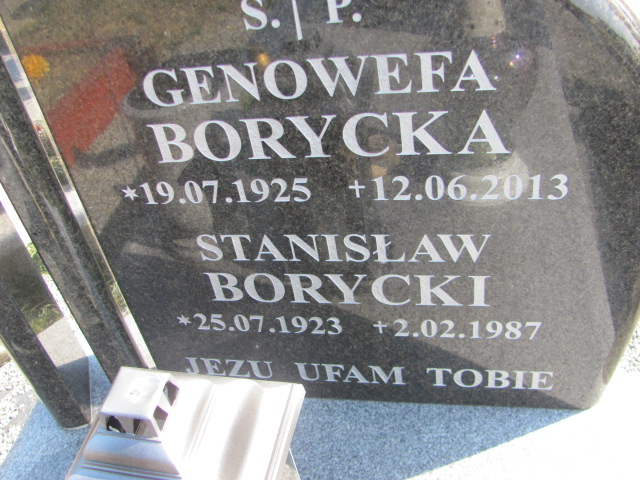 S. P.
GENOWEFA
BORYCKA
*19.07.1925 +12.06.2013
STANISŁAW
BORYCKI
*25.07.1923 +2.02.1987
JEZU UFAM TOBIE